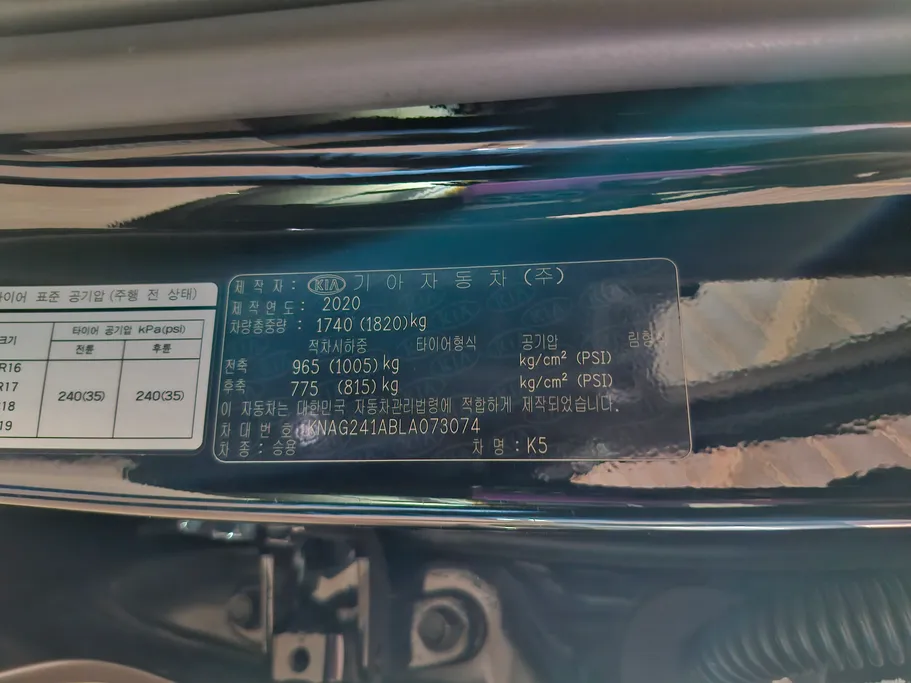 타이어 표준 공기압 (주행 전 상태)
타이어 공기압 kPa(psi)
전륜 후륜
R16
R17
18
19
240(35) 240(35)
제 작 자 : KIA 기 아 자 동 차 (주)
제 작 연 도 : 2020
차량총중량 : 1740 (1820)kg
적차시하중 타이어형식 공기압 림형
전축 965 (1005) kg kg/cm² (PSI)
후축 775 (815) kg kg/cm² (PSI)
이 자동차는 대한민국 자동차관리법령에 적합하게 제작되었습니다.
차 대 번 호 : KNAG241ABLA073074
차 종 : 승용 차 명 : K5